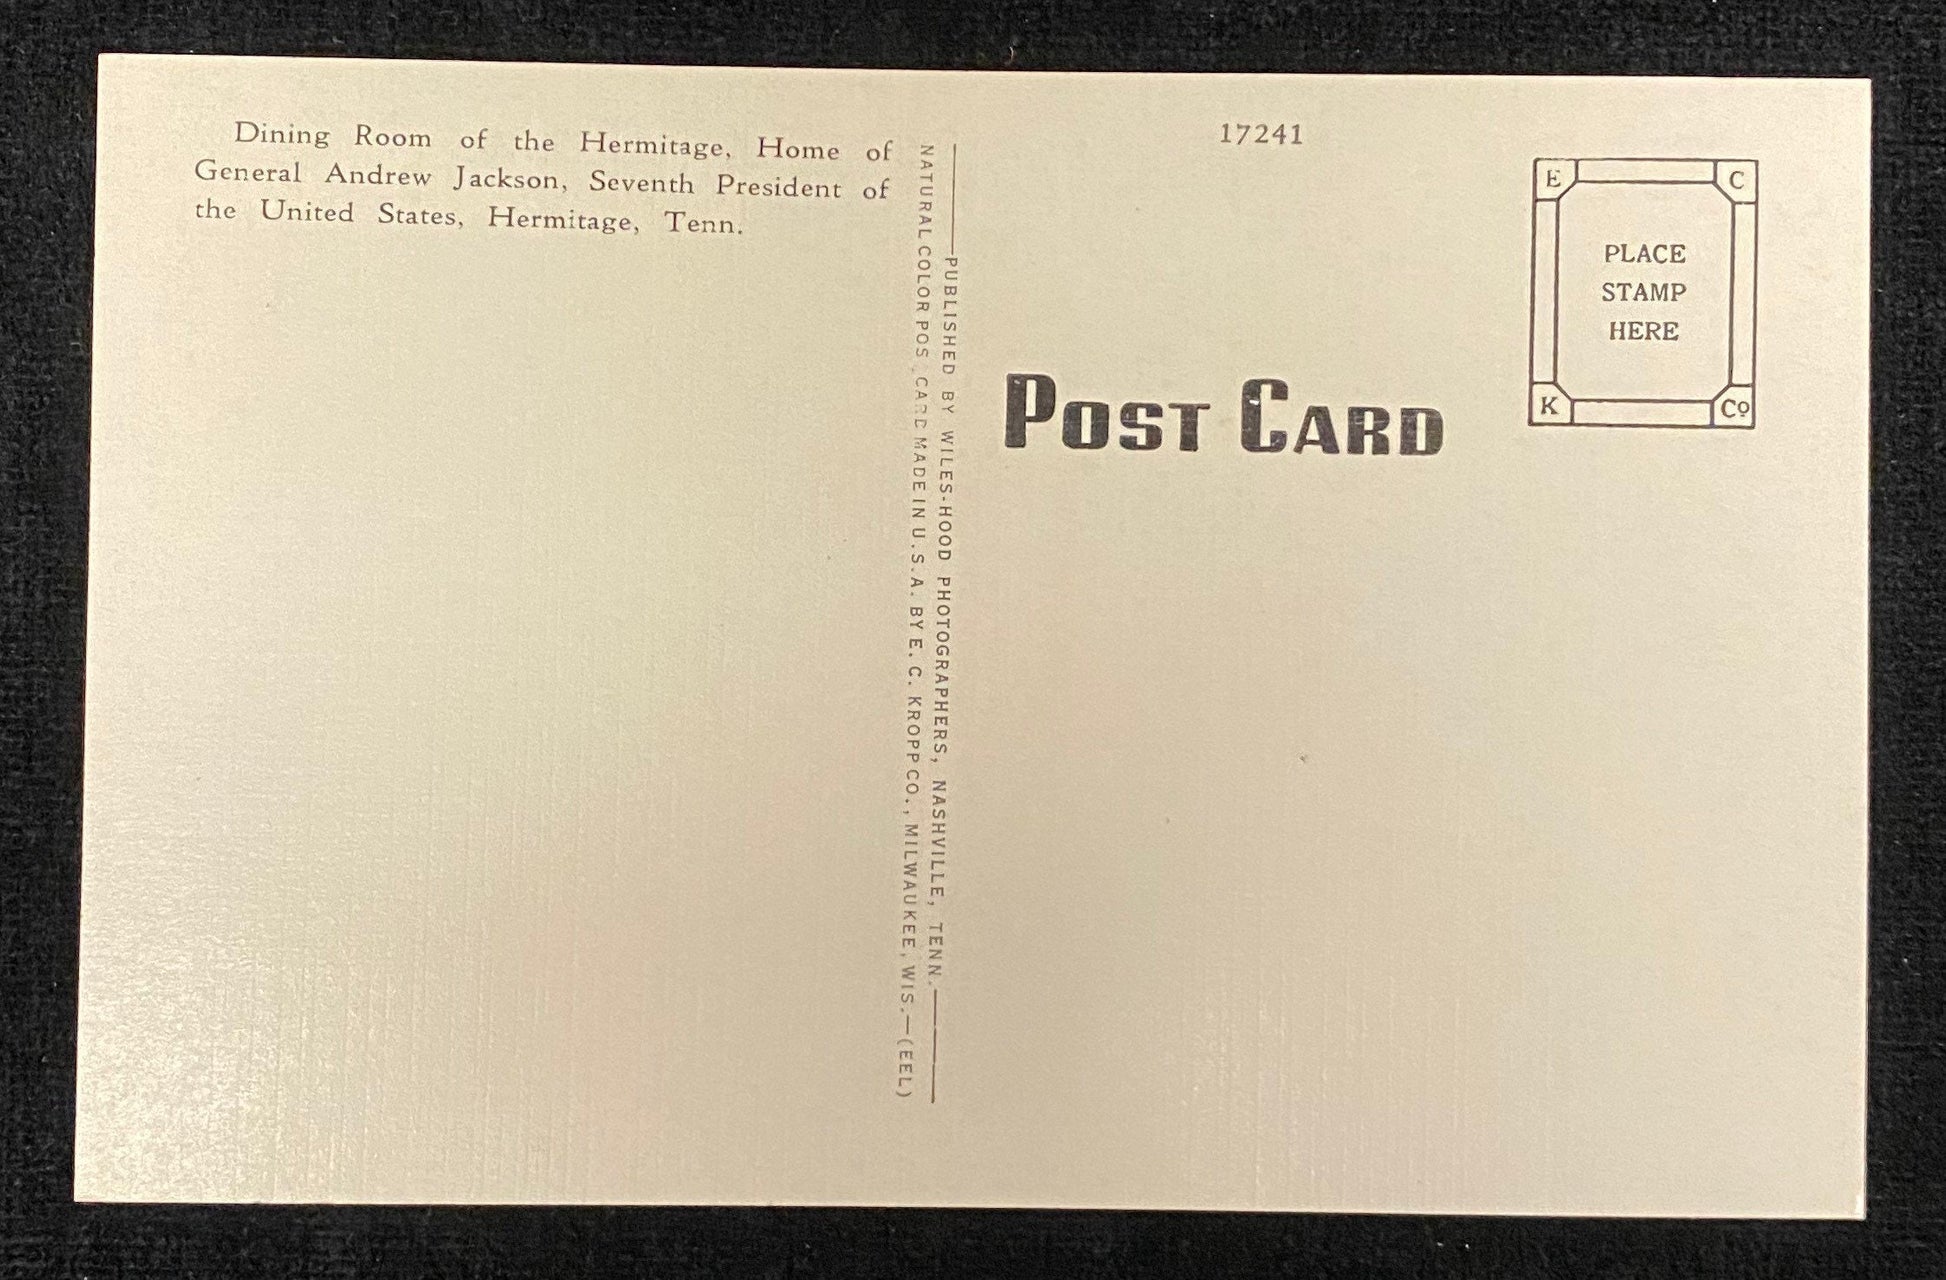 Dining Room of the Hermitage, Home of
General Andrew Jackson, Seventh President of
the United States, Hermitage, Tenn.
PUBLISHED BY WILES-HOOD PHOTOGRAPHERS, NASHVILLE, TENN.
NATURAL COLOR POS CARD MADE IN U.S.A. BY E. C. KROPP CO., MILWAUKEE, WIS.—(EEL)
17241
POST CARD
E C
PLACE
STAMP
HERE
K Co